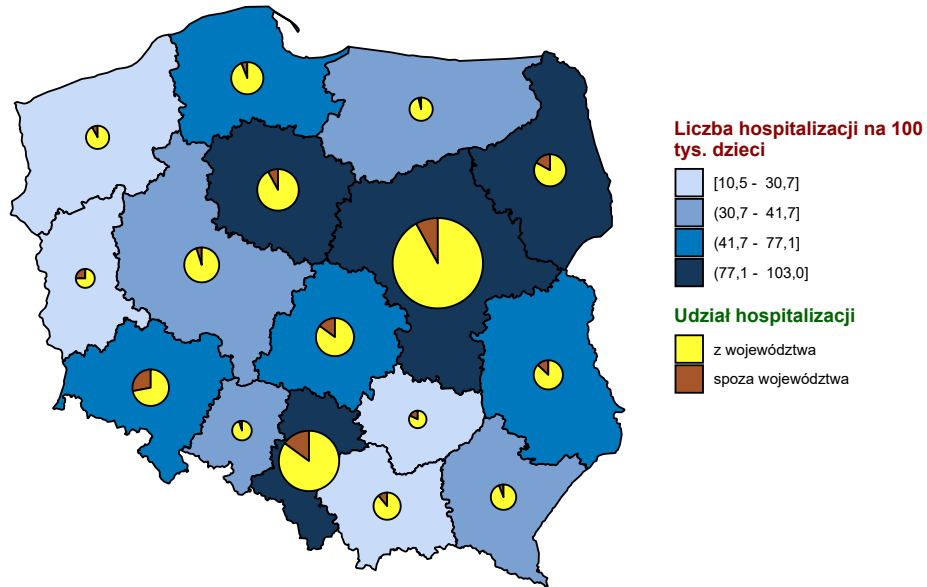 Liczba hospitalizacji na 100
tys. dzieci
[10,5 - 30,7]
(30,7 - 41,7]
(41,7 - 77,1]
(77,1 - 103,0]
Udział hospitalizacji
z województwa
spoza województwa